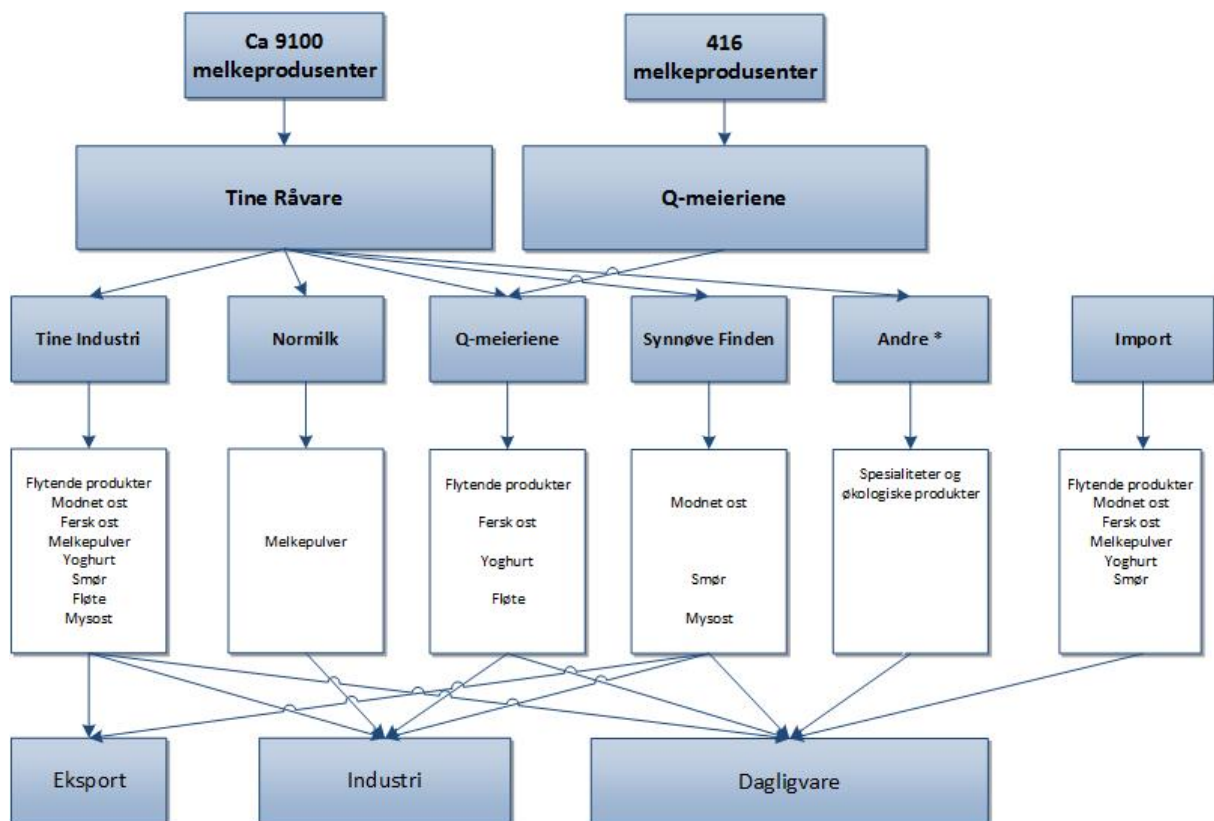 Ca 9100
melkeprodusenter
416
melkeprodusenter
Tine Råvare
Q-meieriene
Tine Industri
Normilk
Q-meieriene
Synnøve Finden
Andre *
Import
Flytende produkter
Modnet ost
Fersk ost
Melkepulver
Yoghurt
Smør
Fløte
Mysost
Melkepulver
Flytende produkter
Fersk ost
Yoghurt
Fløte
Modnet ost
Smør
Mysost
Spesialiteter og
økologiske produkter
Flytende produkter
Modnet ost
Fersk ost
Melkepulver
Yoghurt
Smør
Eksport
Industri
Dagligvare